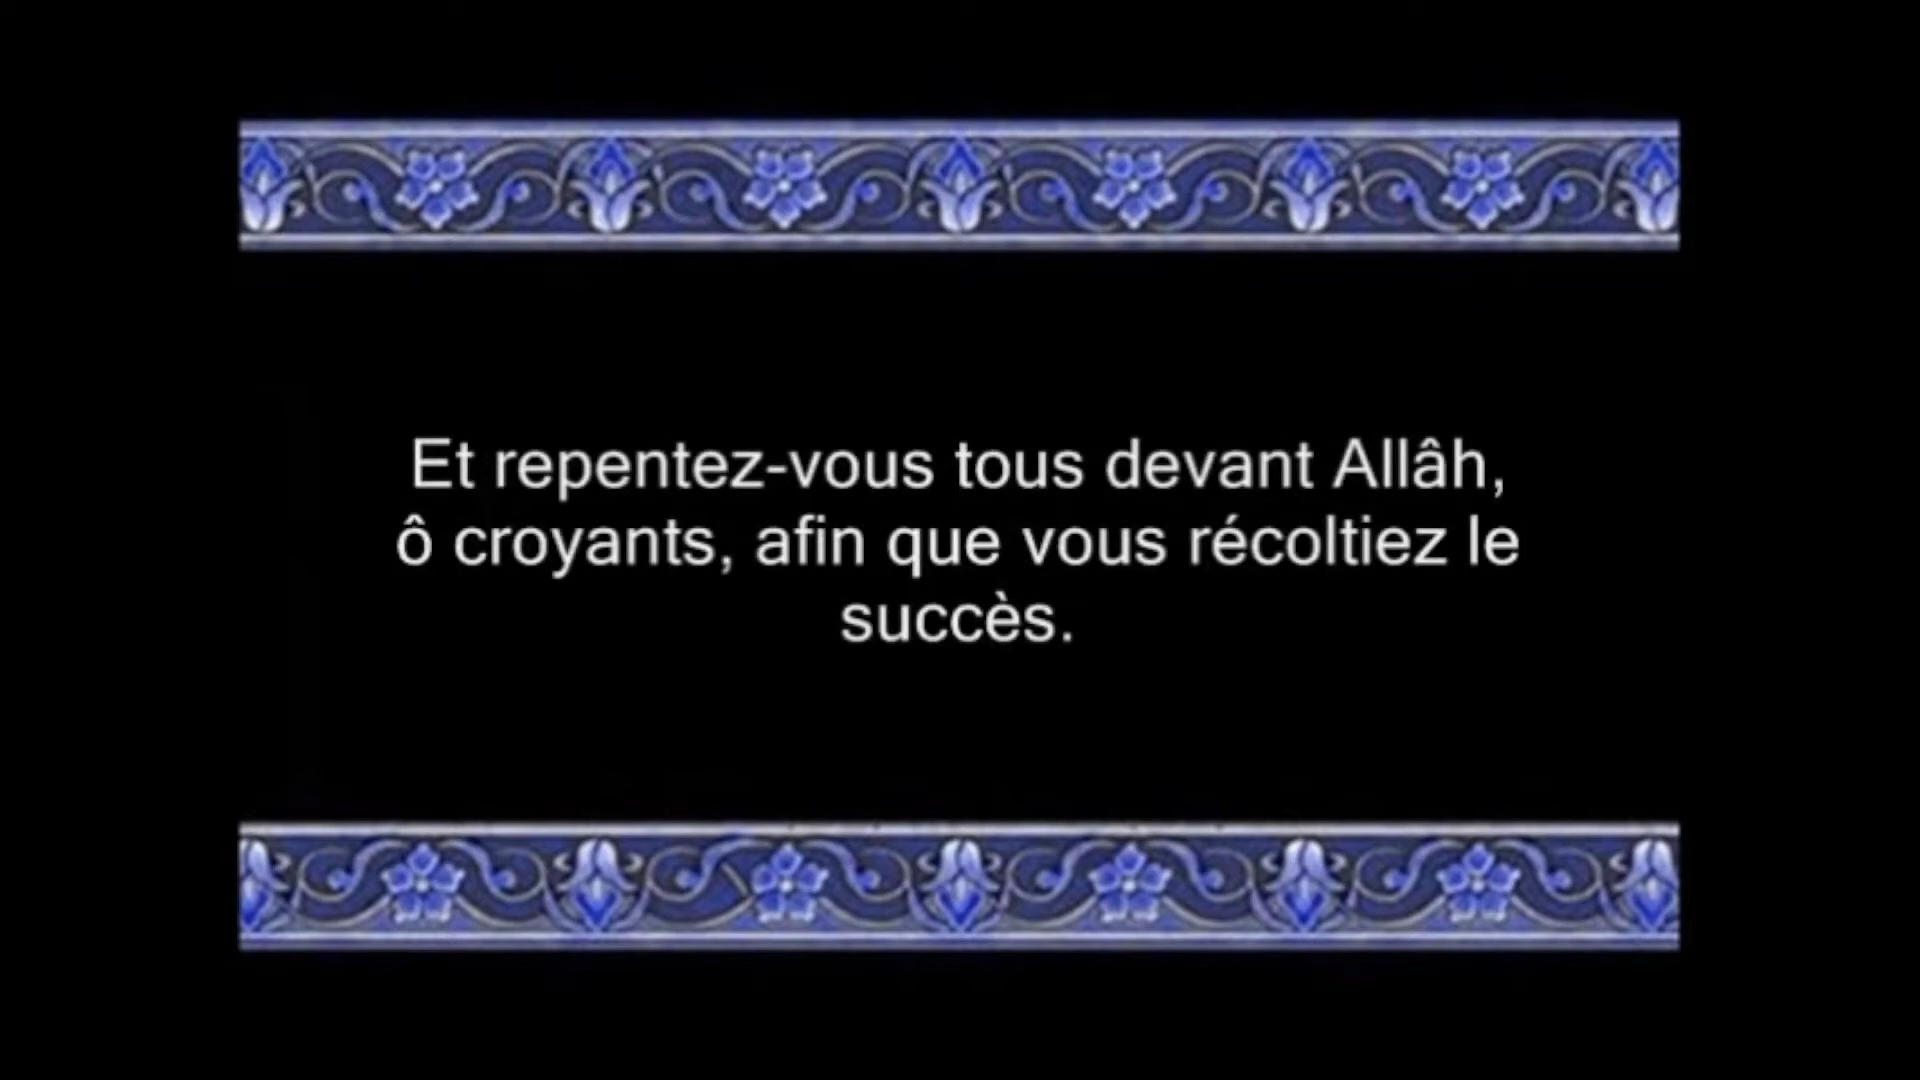 Et repentez-vous tous devant Allâh,
ô croyants, afin que vous récoltiez le
succès.